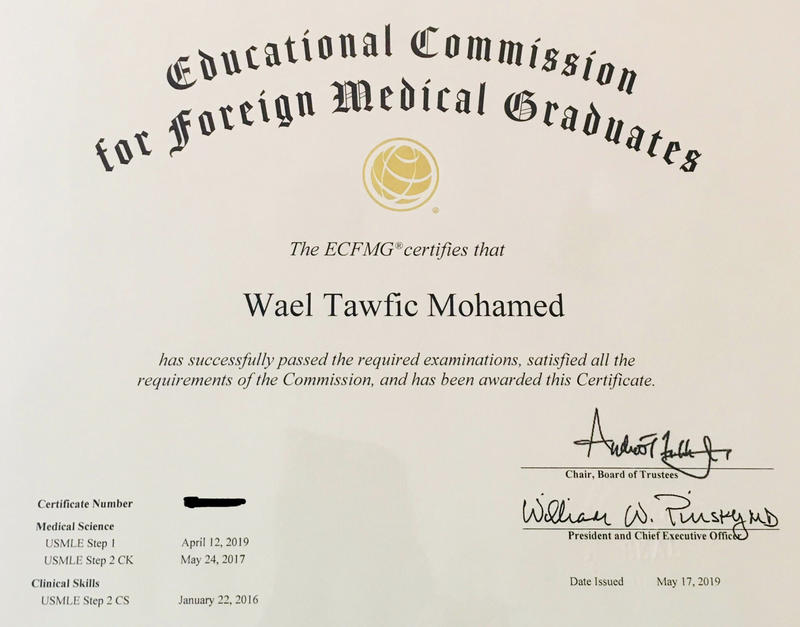 Educational Commission
for Foreign Medical Graduates
®
The ECFMG® certifies that
Wael Tawfic Mohamed
has successfully passed the required examinations, satisfied all the
requirements of the Commission, and has been awarded this Certificate.
Chair, Board of Trustees
William W. Pinsky MD
President and Chief Executive Officer
Certificate Number
Medical Science
USMLE Step 1 April 12, 2019
USMLE Step 2 CK May 24, 2017
Clinical Skills
USMLE Step 2 CS January 22, 2016
Date Issued May 17, 2019